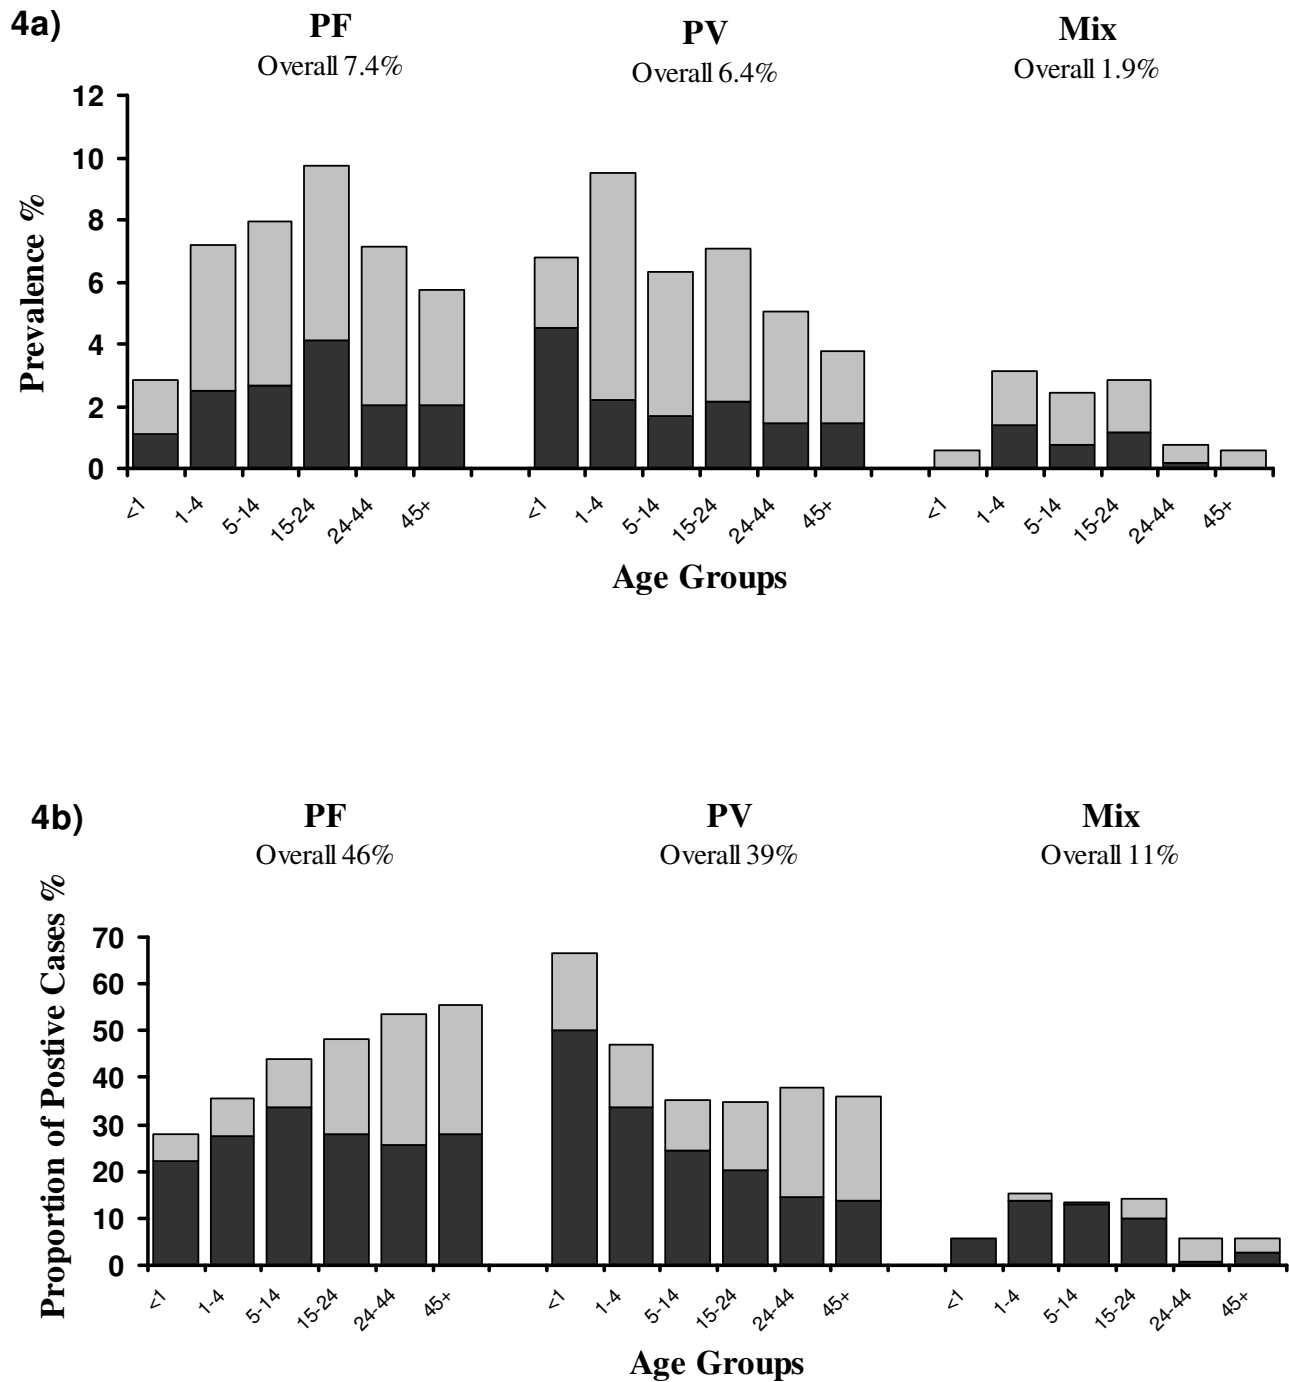 4a)
PF
PV
Mix
Overall 7.4%
Overall 6.4%
Overall 1.9%
Prevalence %
12
10
8
6
4
2
0
<1 1-4 5-14 15-24 24-44 45+ <1 1-4 5-14 15-24 24-44 45+ <1 1-4 5-14 15-24 24-44 45+
Age Groups
4b)
PF
PV
Mix
Overall 46%
Overall 39%
Overall 11%
Proportion of Postive Cases %
70
60
50
40
30
20
10
0
<1 1-4 5-14 15-24 24-44 45+ <1 1-4 5-14 15-24 24-44 45+ <1 1-4 5-14 15-24 24-44 45+
Age Groups